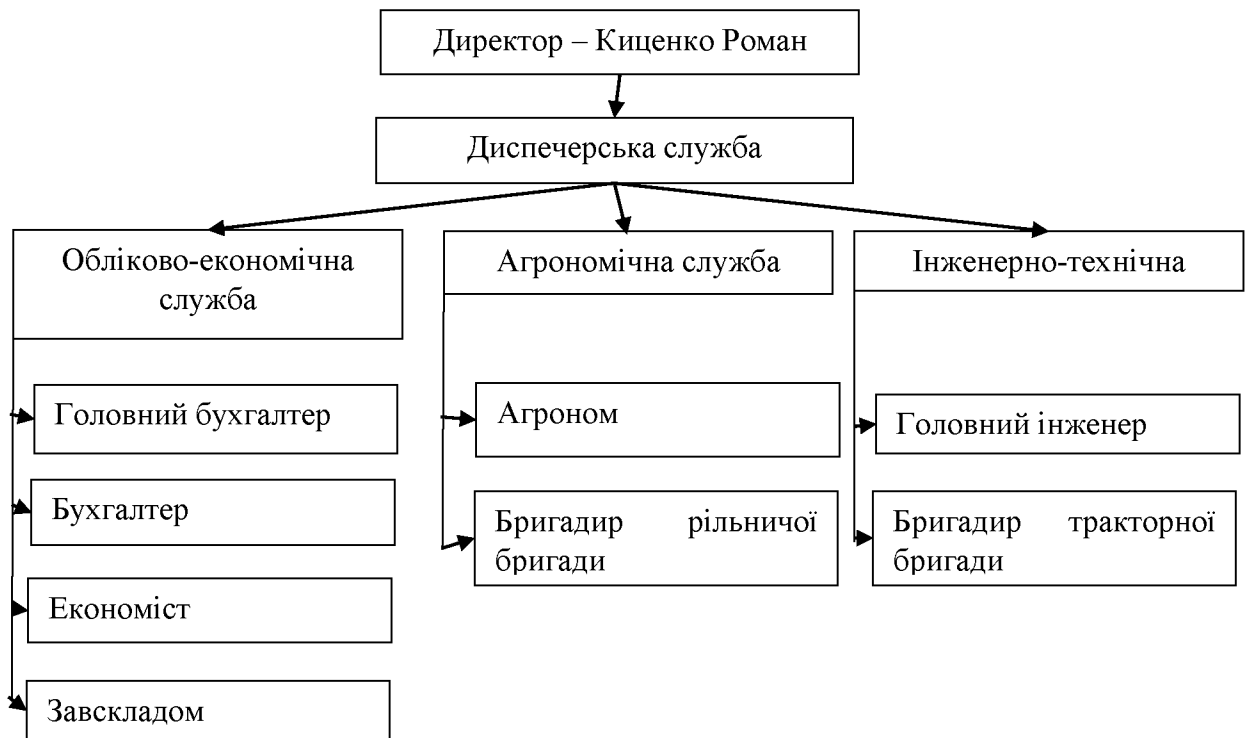 Директор – Киценко Роман
Диспечерська служба
Обліково-економічна
служба
Агрономічна служба
Інженерно-технічна
Головний бухгалтер
Агроном
Головний інженер
Бухгалтер
Бригадир рільничої
бригади
Бригадир тракторної
бригади
Економіст
Завскладом